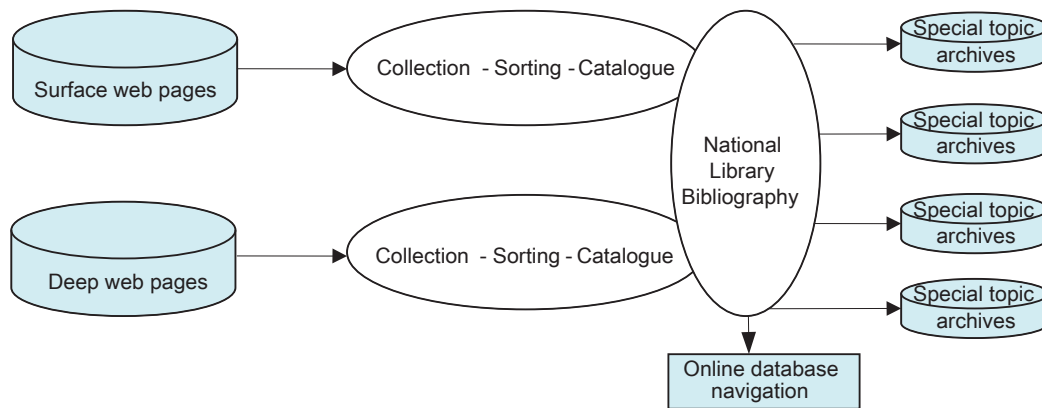 Surface web pages
Collection - Sorting - Catalogue
Deep web pages
Collection - Sorting - Catalogue
National
Library
Bibliography
Special topic
archives
Special topic
archives
Special topic
archives
Special topic
archives
Online database
navigation